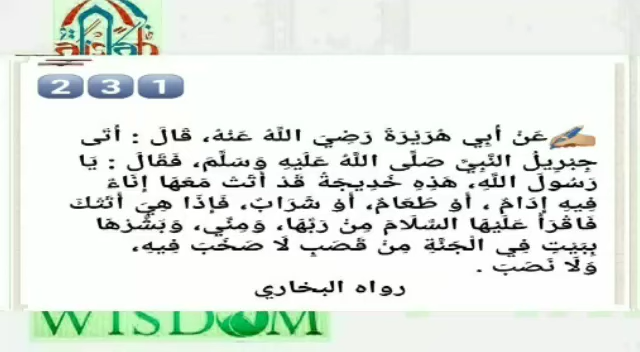 alislah
231
عَنْ أَبِي هُرَيْرَةَ رَضِيَ اللَّهُ عَنْهُ، قَالَ : أَتَى
جِبْرِيلُ النَّبِيَّ صَلَّى اللَّهُ عَلَيْهِ وَسَلَّمَ، فَقَالَ : يَا
رَسُولَ اللَّهِ، هَذِهِ خَدِيجَةُ قَدْ أَتَتْ مَعَهَا إِنَاءٌ
فِيهِ إِدَامٌ ، أَوْ طَعَامٌ، أَوْ شَرَابٌ، فَإِذَا هِيَ أَتَتْكَ
فَاقْرَأْ عَلَيْهَا السَّلَامَ مِنْ رَبِّهَا، وَمِنِّي، وَبَشِّرْهَا
بِبَيْتٍ فِي الْجَنَّةِ مِنْ قَصَبٍ لَا صَخَبَ فِيهِ،
وَلَا نَصَبَ .
رواه البخاري
WISDOM